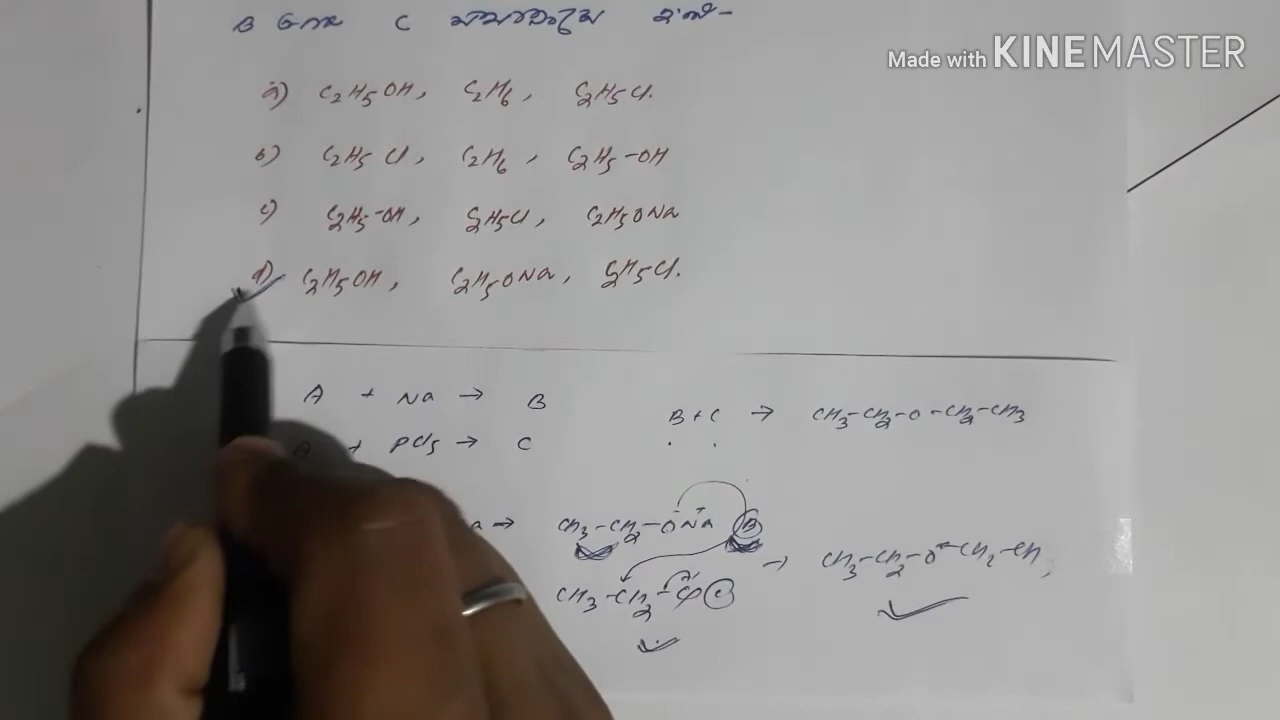 Made with KINEMASTER
B C
a) C2H5OH, C2H6, C2H5Cl.
b) C2H5Cl, C2H6, C2H5-OH
c) C2H5-OH, C2H5Cl, C2H5ONa
d) C2H5OH, C2H5ONa, C2H5Cl.
A + Na → B
B+C → CH3-CH2-O-CH2-CH3
A + PCl5 → C
→ CH3-CH2-O⁻Na⁺ B
→ CH3-CH2-O-CH2-CH3
CH3-CH2-Cl C